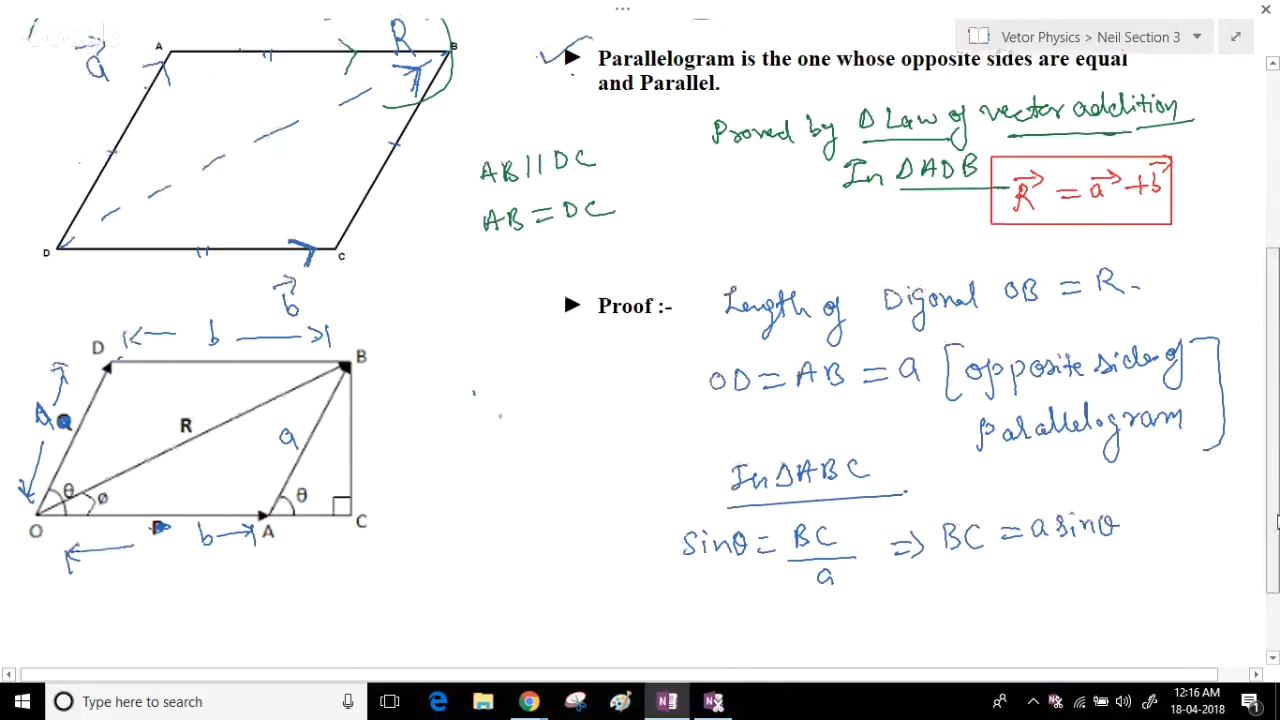 Vetor Physics > Neil Section 3
Parallelogram is the one whose opposite sides are equal
and Parallel.
Proved by Δ Law of vector addition
In ΔADB
R = a + b
AB || DC
AB = DC
A
B
a
R
D
C
b
Proof :- Length of Digonal OB = R.
OD = AB = a [opposite side of
parallelogram]
In ΔABC
sinθ = BC/a => BC = a sinθ
b
D
B
a
R
a
θ
ø
θ
O
b
A
C
Type here to search
12:16 AM
18-04-2018